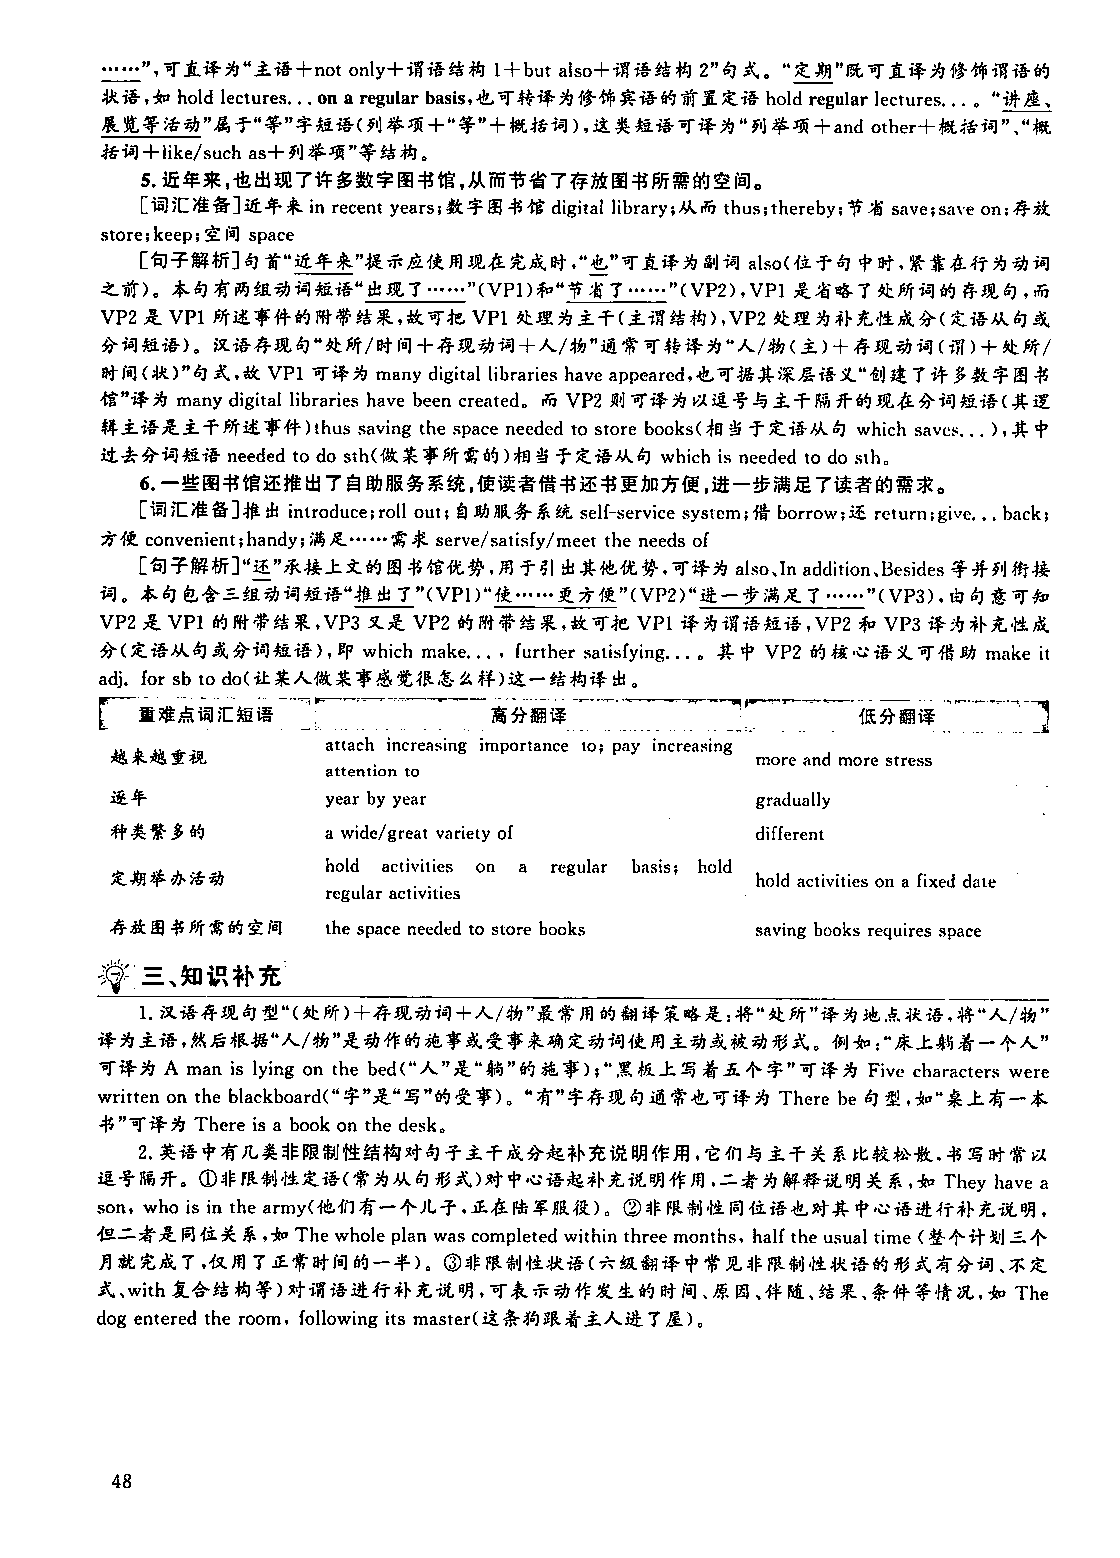 ……”,可直译为“主语+not only+谓语结构 1+but also+谓语结构 2”句式。“定期”既可直译为修饰谓语的
状语,如 hold lectures... on a regular basis,也可转译为修饰宾语的前置定语 hold regular lectures...。“讲座、
展览等活动”属于“等”字短语(列举项+“等”+概括词),这类短语可译为“列举项+and other+概括词”、“概
括词+like/such as+列举项”等结构。
5. 近年来,也出现了许多数字图书馆,从而节省了存放图书所需的空间。
[词汇准备]近年来 in recent years;数字图书馆 digital library;从而 thus;thereby;节省 save;save on;存放
store;keep;空间 space
[句子解析]句首“近年来”提示应使用现在完成时,“也”可直译为副词 also(位于句中时,紧靠在行为动词
之前)。本句有两组动词短语“出现了……”(VP1)和“节省了……”(VP2),VP1 是省略了处所词的存现句,而
VP2 是 VP1 所述事件的附带结果,故可把 VP1 处理为主干(主谓结构),VP2 处理为补充性成分(定语从句或
分词短语)。汉语存现句“处所/时间+存现动词+人/物”通常可转译为“人/物(主)+存现动词(谓)+处所/
时间(状)”句式,故 VP1 可译为 many digital libraries have appeared,也可据其深层语义“创建了许多数字图书
馆”译为 many digital libraries have been created。而 VP2 则可译为以逗号与主干隔开的现在分词短语(其逻
辑主语是主干所述事件)thus saving the space needed to store books(相当于定语从句 which saves...),其中
过去分词短语 needed to do sth(做某事所需的)相当于定语从句 which is needed to do sth。
6. 一些图书馆还推出了自助服务系统,使读者借书还书更加方便,进一步满足了读者的需求。
[词汇准备]推出 introduce;roll out;自助服务系统 self-service system;借 borrow;还 return;give... back;
方便 convenient;handy;满足……需求 serve/satisfy/meet the needs of
[句子解析]“还”承接上文的图书馆优势,用于引出其他优势,可译为 also、In addition、Besides 等并列衔接
词。本句包含三组动词短语“推出了”(VP1)“使……更方便”(VP2)“进一步满足了……”(VP3),由句意可知
VP2 是 VP1 的附带结果,VP3 又是 VP2 的附带结果,故可把 VP1 译为谓语短语,VP2 和 VP3 译为补充性成
分(定语从句或分词短语),即 which make..., further satisfying...。其中 VP2 的核心语义可借助 make it
adj. for sb to do(让某人做某事感觉很怎么样)这一结构译出。
重难点词汇短语 高分翻译 低分翻译
越来越重视 attach increasing importance to; pay increasing attention to more and more stress
逐年 year by year gradually
种类繁多的 a wide/great variety of different
定期举办活动 hold activities on a regular basis; hold regular activities hold activities on a fixed date
存放图书所需的空间 the space needed to store books saving books requires space
三、知识补充
1. 汉语存现句型“(处所)+存现动词+人/物”最常用的翻译策略是:将“处所”译为地点状语,将“人/物”
译为主语,然后根据“人/物”是动作的施事或受事来确定动词使用主动或被动形式。例如:“床上躺着一个人”
可译为 A man is lying on the bed(“人”是“躺”的施事);“黑板上写着五个字”可译为 Five characters were
written on the blackboard(“字”是“写”的受事)。“有”字存现句通常也可译为 There be 句型,如“桌上有一本
书”可译为 There is a book on the desk。
2. 英语中有几类非限制性结构对句子主干成分起补充说明作用,它们与主干关系比较松散,书写时常以
逗号隔开。①非限制性定语(常为从句形式)对中心语起补充说明作用,二者为解释说明关系,如 They have a
son, who is in the army(他们有一个儿子,正在陆军服役)。②非限制性同位语也对其中心语进行补充说明,
但二者是同位关系,如 The whole plan was completed within three months, half the usual time(整个计划三个
月就完成了,仅用了正常时间的一半)。③非限制性状语(六级翻译中常见非限制性状语的形式有分词、不定
式、with 复合结构等)对谓语进行补充说明,可表示动作发生的时间、原因、伴随、结果、条件等情况,如 The
dog entered the room, following its master(这条狗跟着主人进了屋)。
48